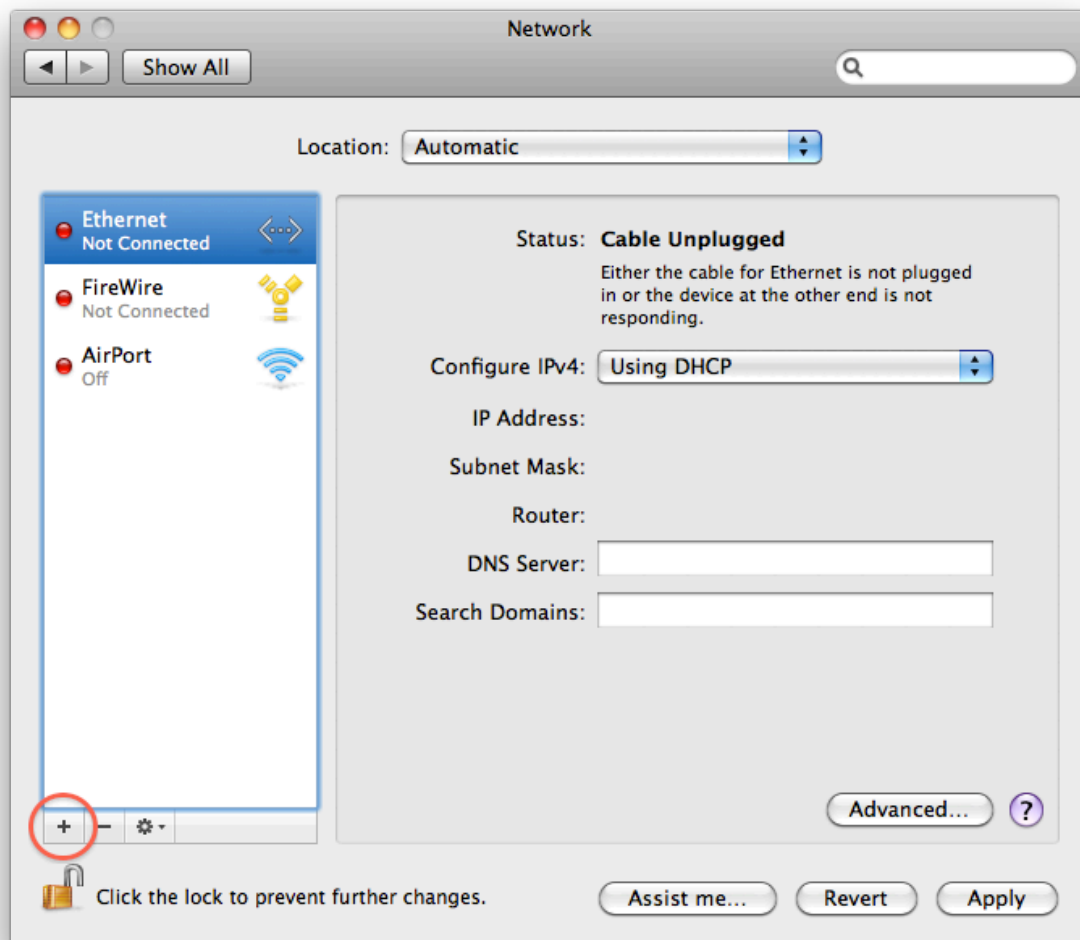 Network
Show All
Location: Automatic
Ethernet
Not Connected
FireWire
Not Connected
AirPort
Off
Status: Cable Unplugged
Either the cable for Ethernet is not plugged
in or the device at the other end is not
responding.
Configure IPv4: Using DHCP
IP Address:
Subnet Mask:
Router:
DNS Server:
Search Domains:
Advanced... ?
Click the lock to prevent further changes.
Assist me... Revert Apply